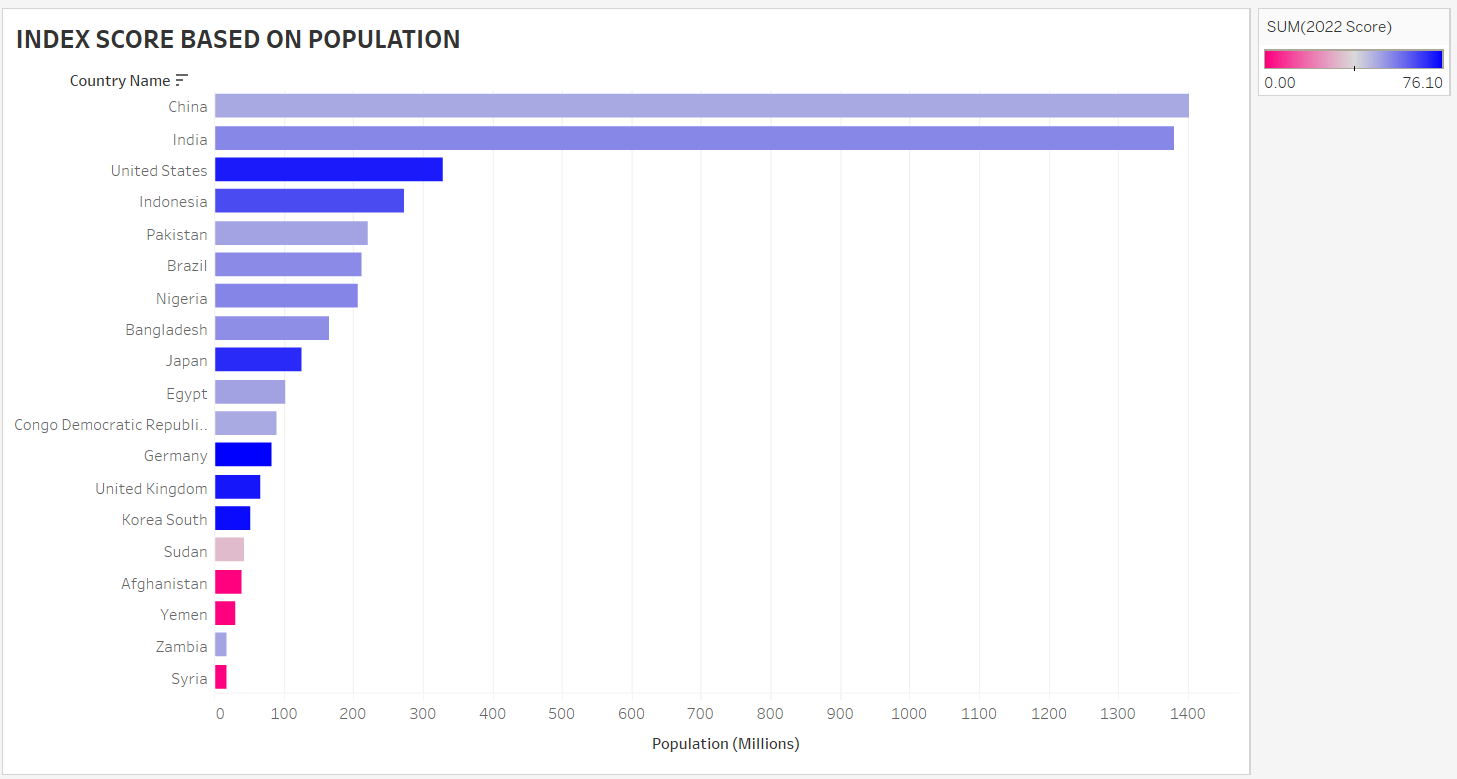 INDEX SCORE BASED ON POPULATION
SUM(2022 Score)
0.00 76.10
Country Name
China
India
United States
Indonesia
Pakistan
Brazil
Nigeria
Bangladesh
Japan
Egypt
Congo Democratic Republi..
Germany
United Kingdom
Korea South
Sudan
Afghanistan
Yemen
Zambia
Syria
0 100 200 300 400 500 600 700 800 900 1000 1100 1200 1300 1400
Population (Millions)